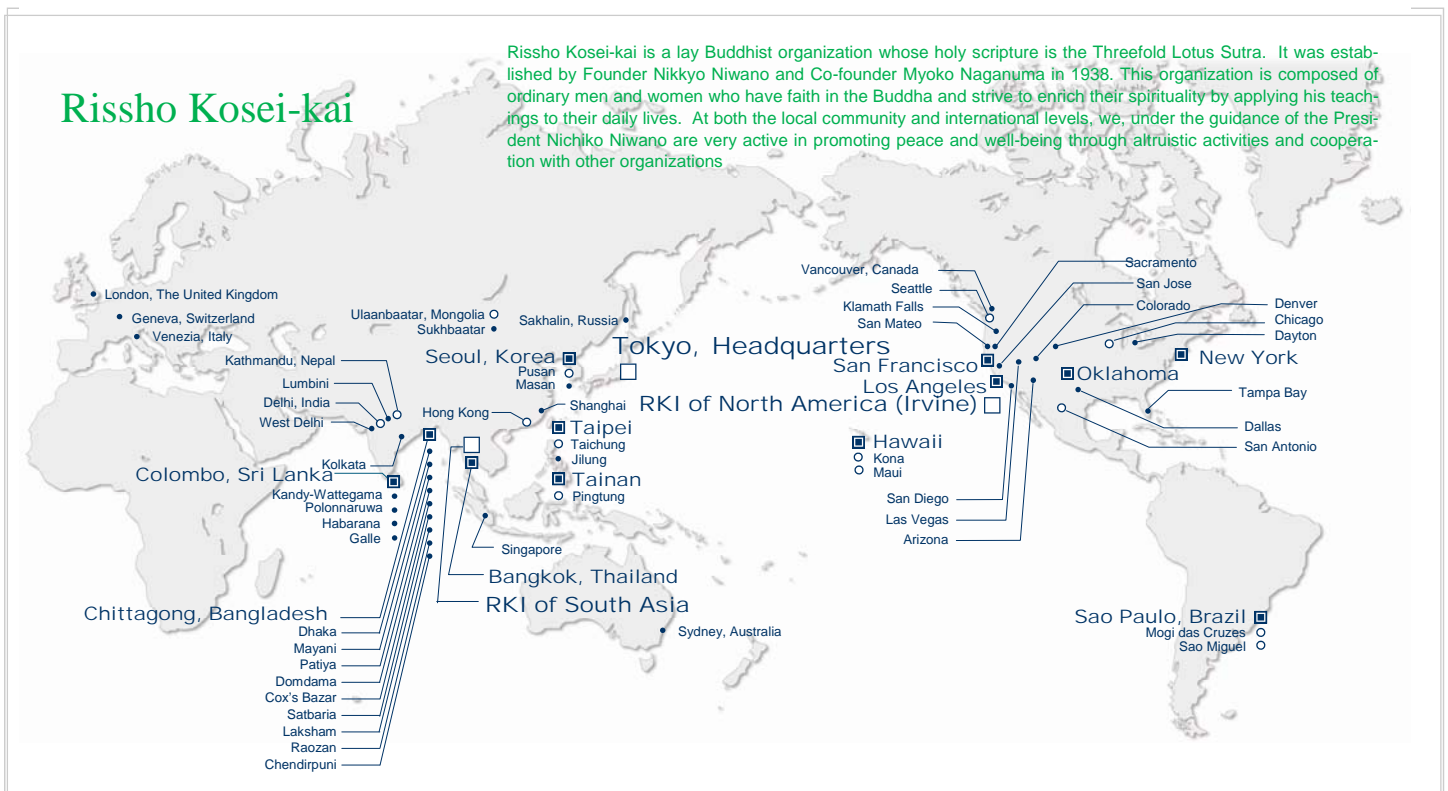 Rissho Kosei-kai is a lay Buddhist organization whose holy scripture is the Threefold Lotus Sutra.  It was estab-
lished by Founder Nikkyo Niwano and Co-founder Myoko Naganuma in 1938. This organization is composed of
ordinary men and women who have faith in the Buddha and strive to enrich their spirituality by applying his teach-
ings to their daily lives.  At both the local community and international levels, we, under the guidance of the Presi-
dent Nichiko Niwano are very active in promoting peace and well-being through altruistic activities and coopera-
tion with other organizations
Rissho Kosei-kai
London, The United Kingdom
Geneva, Switzerland
Venezia, Italy
Ulaanbaatar, Mongolia
Sukhbaatar
Sakhalin, Russia
Kathmandu, Nepal
Lumbini
Delhi, India
West Delhi
Seoul, Korea
Pusan
Masan
Tokyo, Headquarters
Hong Kong
Shanghai
Taipei
Taichung
Jilung
Tainan
Pingtung
Kolkata
Colombo, Sri Lanka
Kandy-Wattegama
Polonnaruwa
Habarana
Galle
Singapore
Bangkok, Thailand
RKI of South Asia
Chittagong, Bangladesh
Dhaka
Mayani
Patiya
Domdama
Cox's Bazar
Satbaria
Laksham
Raozan
Chendirpuni
Sydney, Australia
Vancouver, Canada
Seattle
Klamath Falls
San Mateo
San Francisco
Los Angeles
RKI of North America (Irvine)
Sacramento
San Jose
Colorado
Denver
Chicago
Dayton
New York
Oklahoma
Tampa Bay
Dallas
San Antonio
Hawaii
Kona
Maui
San Diego
Las Vegas
Arizona
Sao Paulo, Brazil
Mogi das Cruzes
Sao Miguel